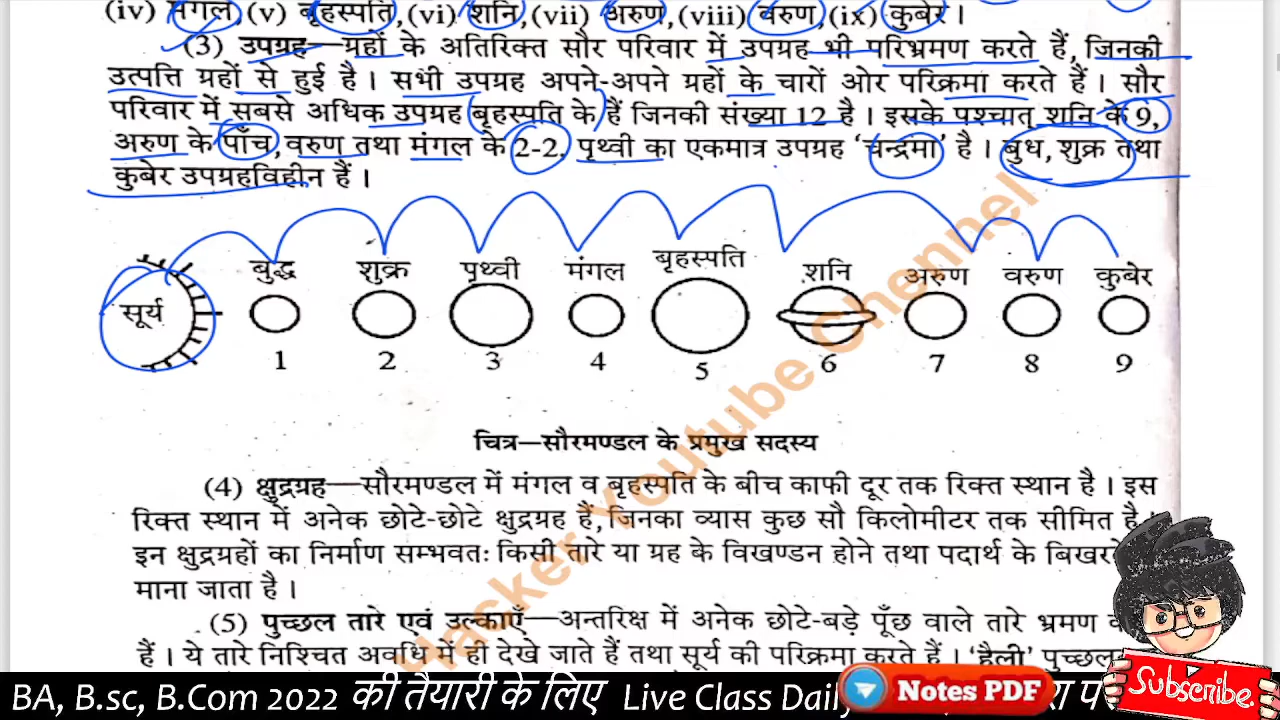 (iv) मंगल, (v) बृहस्पति, (vi) शनि, (vii) अरुण, (viii) वरुण, (ix) कुबेर ।
(3) उपग्रह—ग्रहों के अतिरिक्त सौर परिवार में उपग्रह भी परिभ्रमण करते हैं, जिनकी
उत्पत्ति ग्रहों से हुई है । सभी उपग्रह अपने-अपने ग्रहों के चारों ओर परिक्रमा करते हैं । सौर
परिवार में सबसे अधिक उपग्रह बृहस्पति के हैं जिनकी संख्या 12 है । इसके पश्चात् शनि के 9,
अरुण के पाँच, वरुण तथा मंगल के 2-2, पृथ्वी का एकमात्र उपग्रह ‘चन्द्रमा’ है । बुध, शुक्र तथा
कुबेर उपग्रहविहीन हैं ।
सूर्य बुद्ध शुक्र पृथ्वी मंगल बृहस्पति शनि अरुण वरुण कुबेर
1 2 3 4 5 6 7 8 9
चित्र—सौरमण्डल के प्रमुख सदस्य
(4) क्षुद्रग्रह—सौरमण्डल में मंगल व बृहस्पति के बीच काफी दूर तक रिक्त स्थान है । इस
रिक्त स्थान में अनेक छोटे-छोटे क्षुद्रग्रह हैं, जिनका व्यास कुछ सौ किलोमीटर तक सीमित है ।
इन क्षुद्रग्रहों का निर्माण सम्भवतः किसी तारे या ग्रह के विखण्डन होने तथा पदार्थ के
माना जाता है ।
(5) पुच्छल तारे एवं उल्काएँ—अन्तरिक्ष में अनेक छोटे-बड़े पूँछ वाले तारे भ्रमण
हैं । ये तारे निश्चित अवधि में ही देखे जाते हैं तथा सूर्य की परिक्रमा करते हैं । ‘हैली’
Hasker Youtube Chennel
BA, B.sc, B.Com 2022 की तैयारी के लिए Live Class
Notes PDF
Subscribe